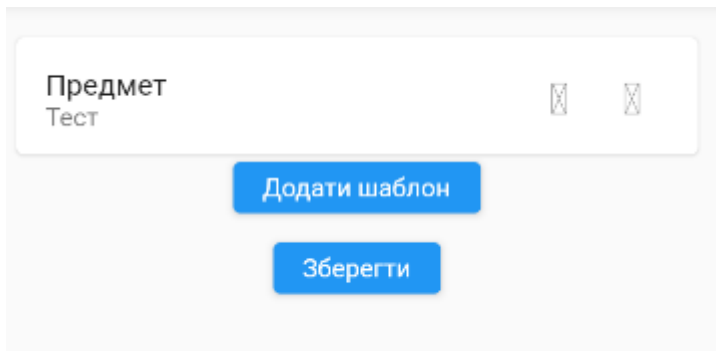 Предмет
Тест
Додати шаблон
Зберегти